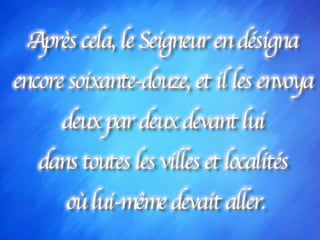 Après cela, le Seigneur en désigna
encore soixante-douze, et il les envoya
deux par deux devant lui
dans toutes les villes et localités
où lui-même devait aller.